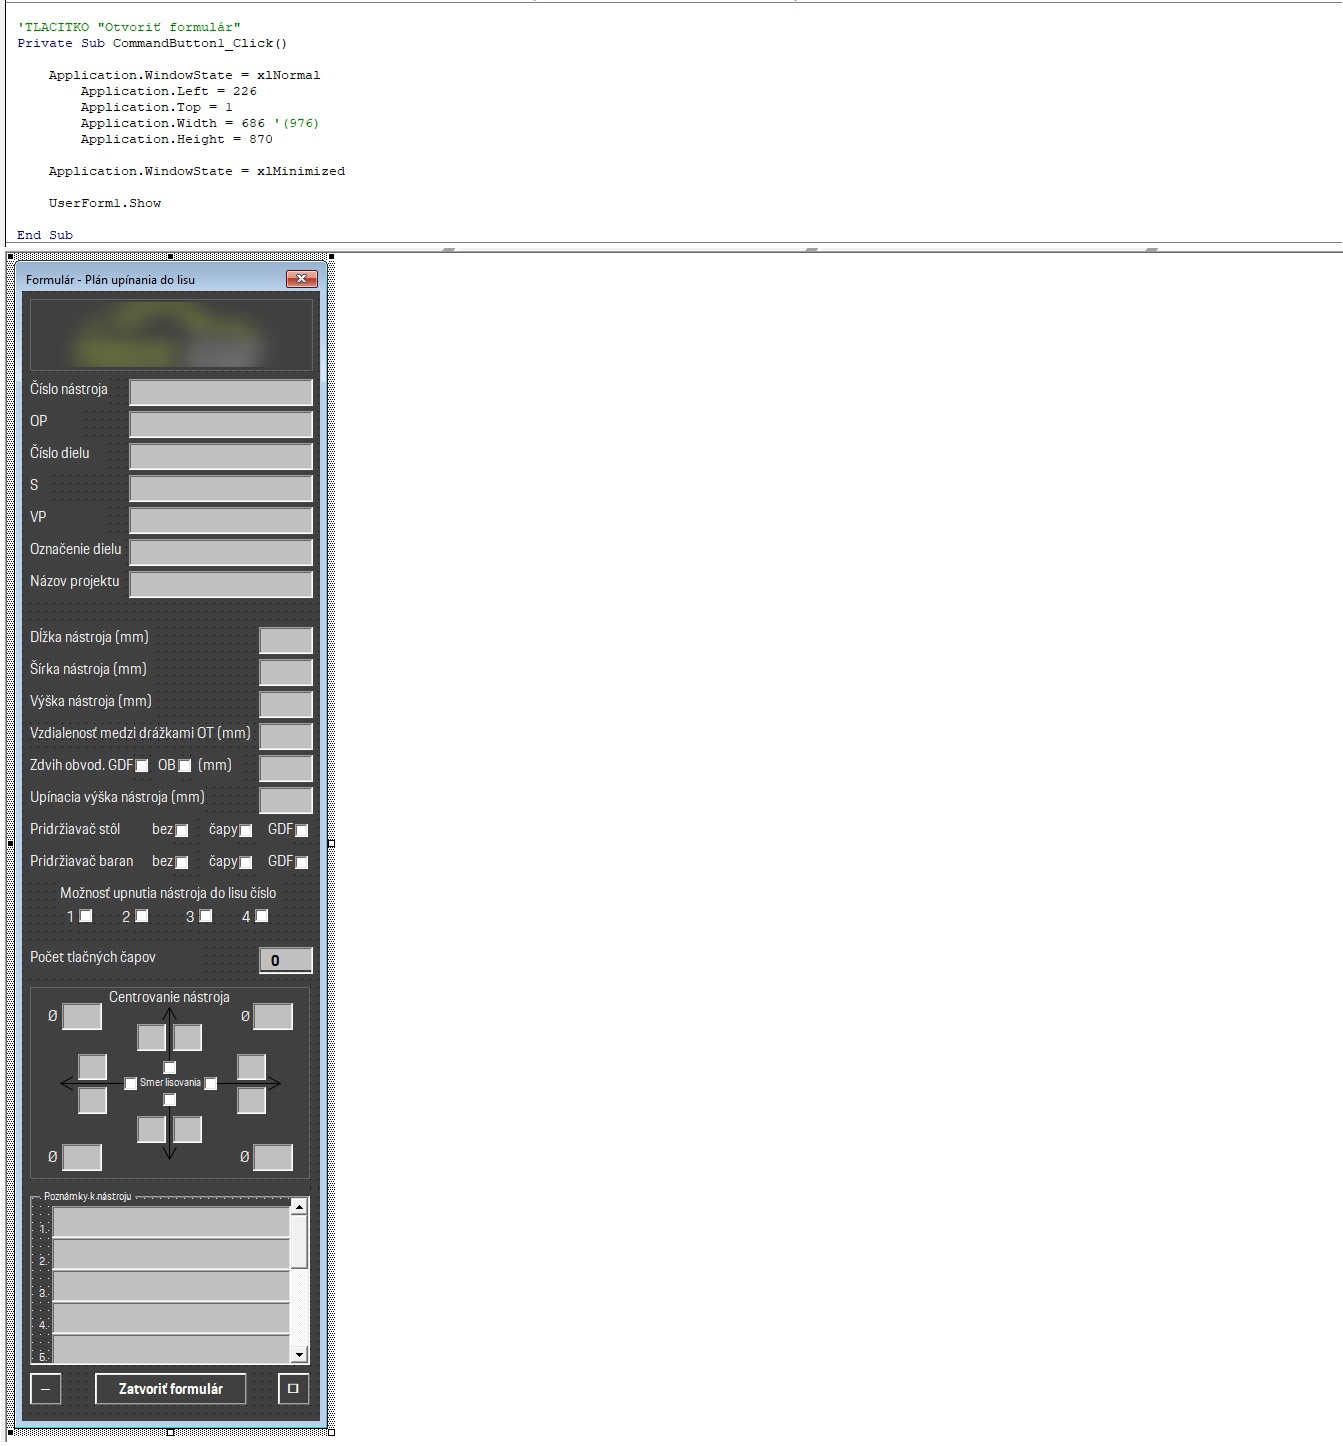 'TLACITKO "Otvoriť formulár"
Private Sub CommandButton1_Click()
Application.WindowState = xlNormal
Application.Left = 226
Application.Top = 1
Application.Width = 686 '(976)
Application.Height = 870
Application.WindowState = xlMinimized
UserForm1.Show
End Sub
Formulár - Plán upínania do lisu
Číslo nástroja
OP
Číslo dielu
S
VP
Označenie dielu
Názov projektu
Dĺžka nástroja (mm)
Šírka nástroja (mm)
Výška nástroja (mm)
Vzdialenosť medzi drážkami OT (mm)
Zdvih obvod. GDF OB (mm)
Upínacia výška nástroja (mm)
Pridržiavač stôl bez čapy GDF
Pridržiavač baran bez čapy GDF
Možnosť upnutia nástroja do lisu číslo
1 2 3 4
Počet tlačných čapov 0
Centrovanie nástroja
Ø Ø
Smer lisovania
Ø Ø
Poznámky k nástroju
1.
2.
3.
4.
5.
Zatvoriť formulár